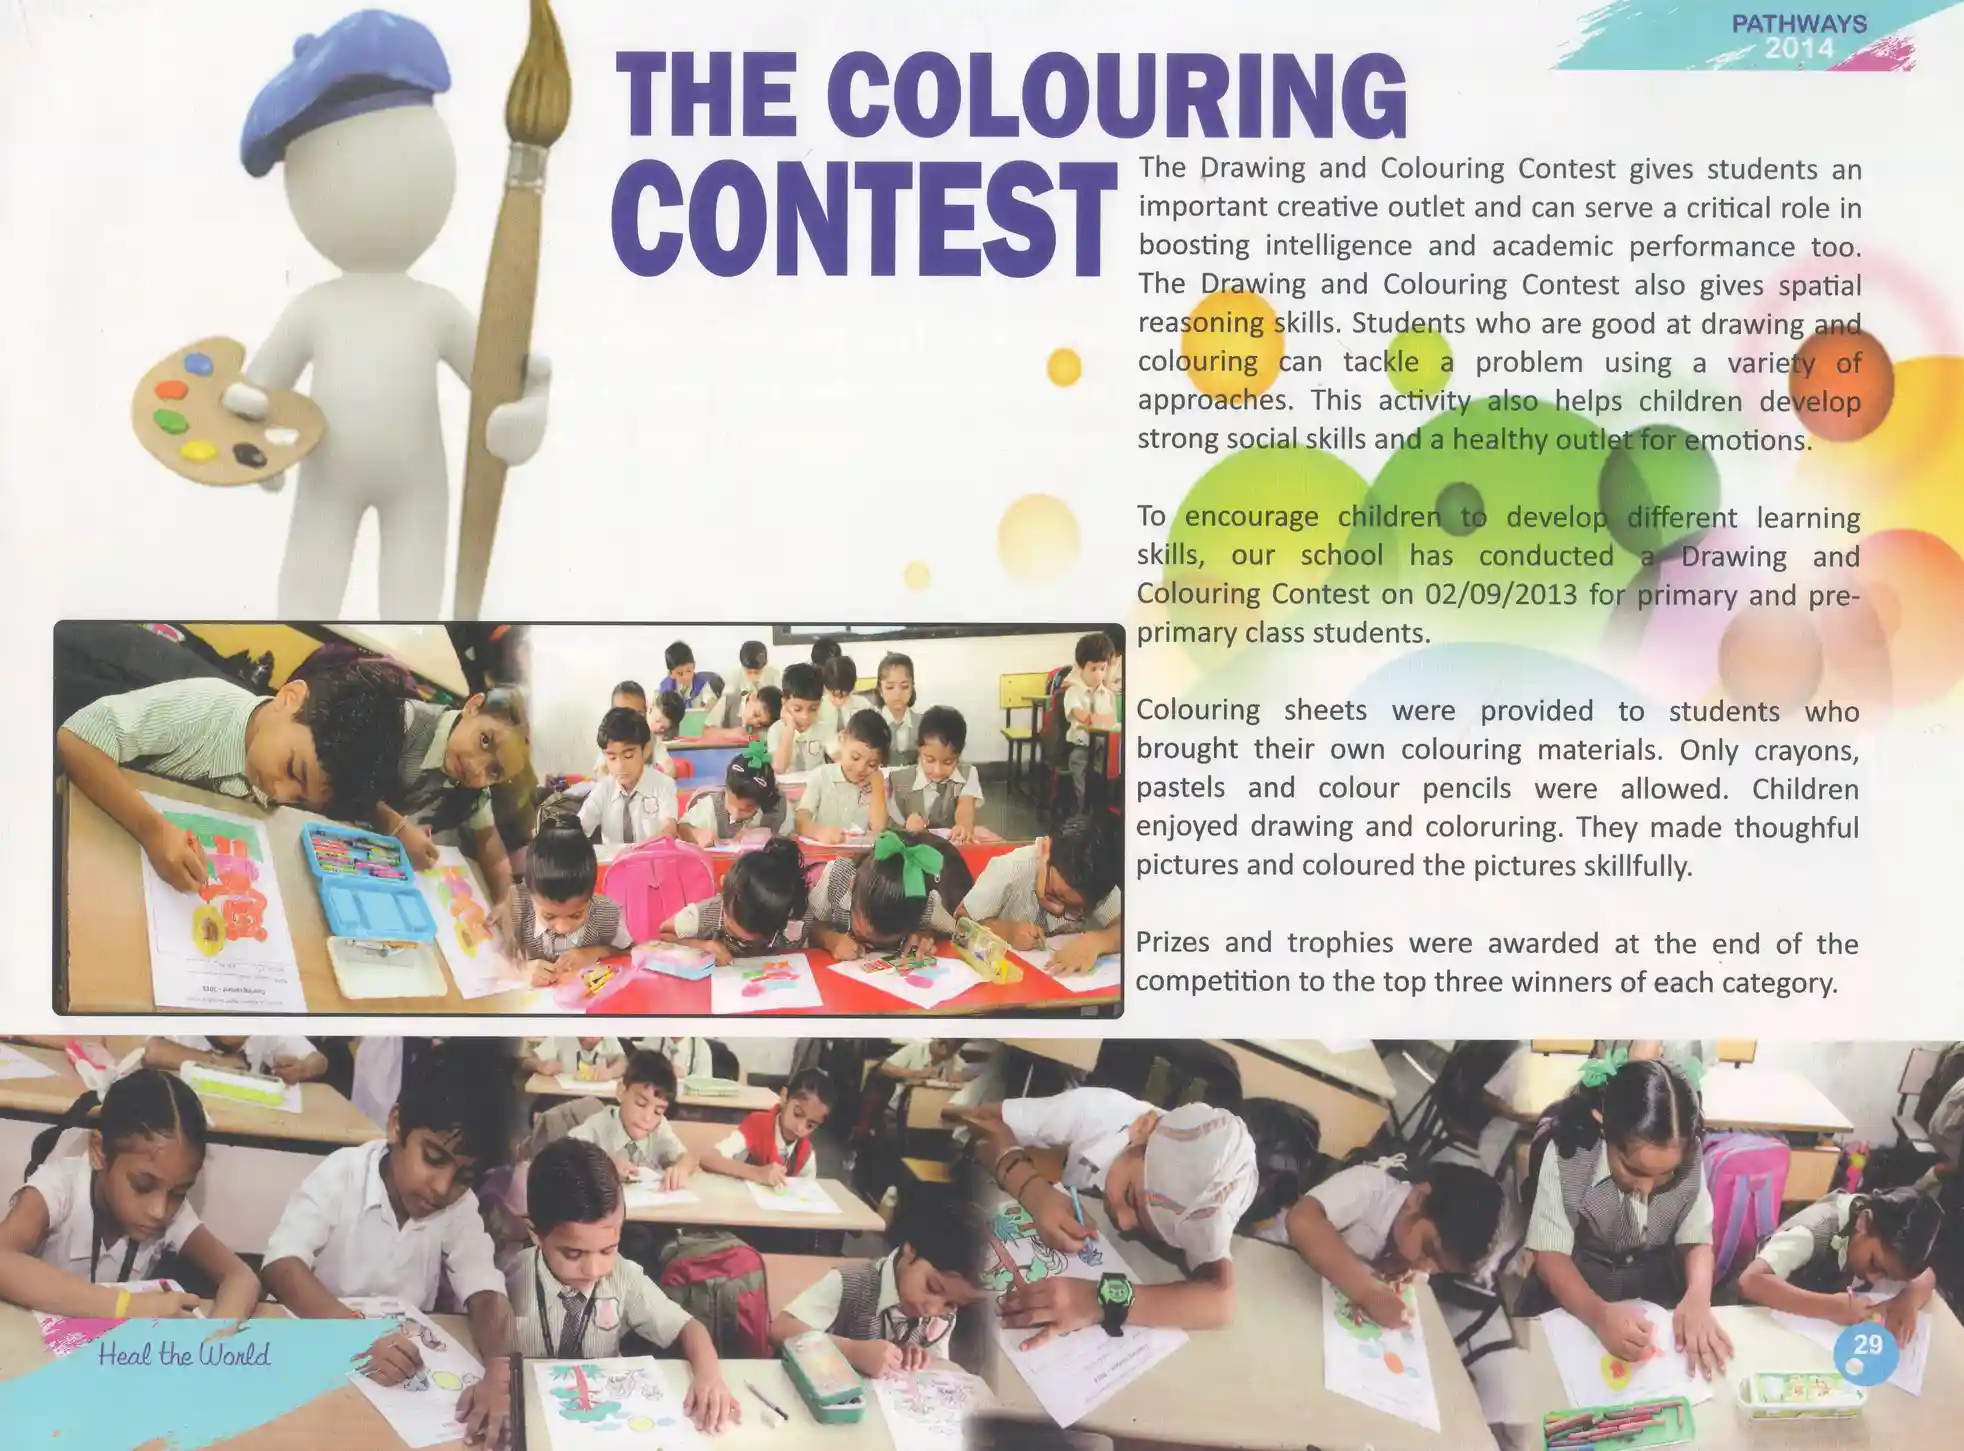 PATHWAYS
2014
THE COLOURING
CONTEST
The Drawing and Colouring Contest gives students an
important creative outlet and can serve a critical role in
boosting intelligence and academic performance too.
The Drawing and Colouring Contest also gives spatial
reasoning skills. Students who are good at drawing and
colouring can tackle a problem using a variety of
approaches. This activity also helps children develop
strong social skills and a healthy outlet for emotions.
To encourage children to develop different learning
skills, our school has conducted a Drawing and
Colouring Contest on 02/09/2013 for primary and pre-
primary class students.
Colouring sheets were provided to students who
brought their own colouring materials. Only crayons,
pastels and colour pencils were allowed. Children
enjoyed drawing and coloruring. They made thoughful
pictures and coloured the pictures skillfully.
Prizes and trophies were awarded at the end of the
competition to the top three winners of each category.
Heal the World
29